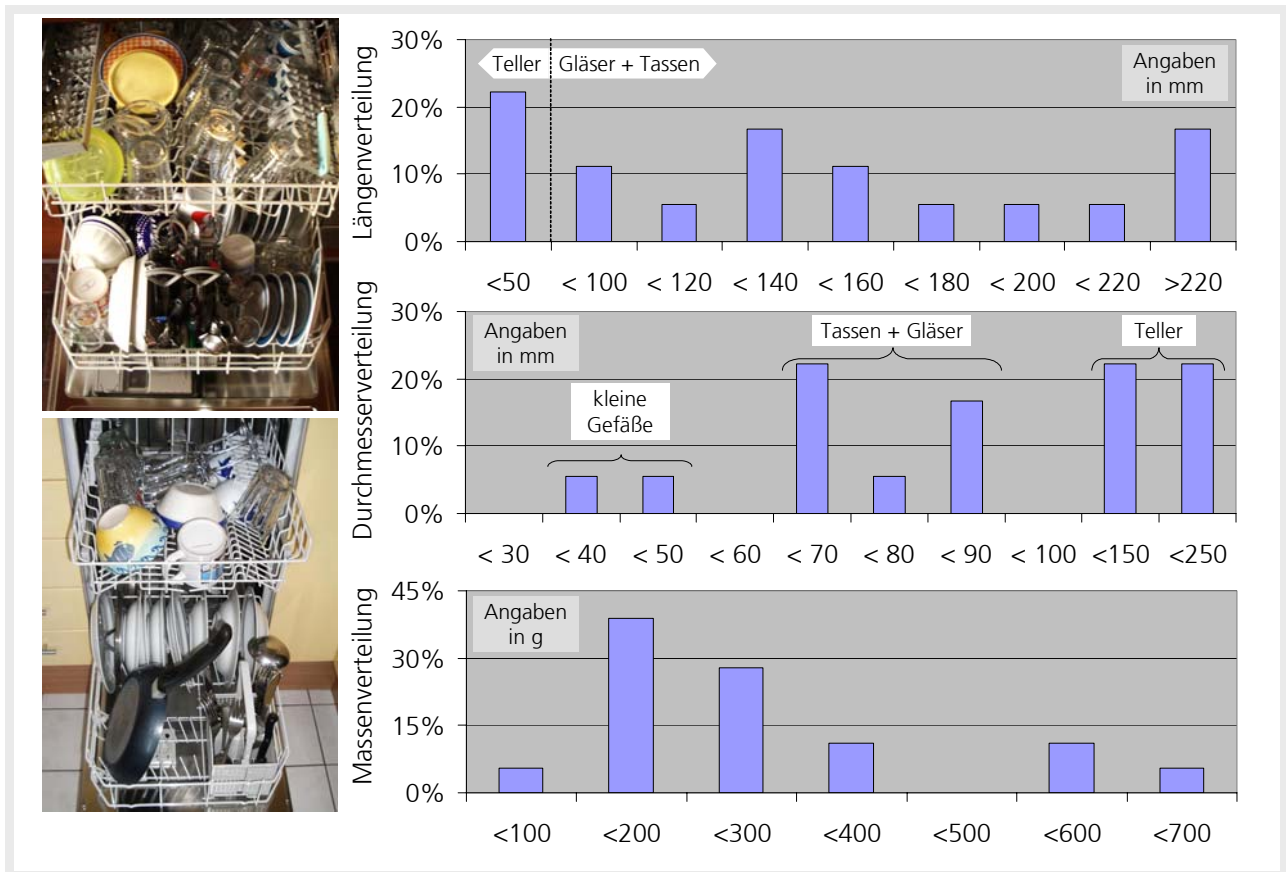 Längenverteilung
30%
20%
10%
0%
Teller
Gläser + Tassen
Angaben
in mm
<50 < 100 < 120 < 140 < 160 < 180 < 200 < 220 >220
Durchmesserverteilung
30%
20%
10%
0%
Angaben
in mm
kleine
Gefäße
Tassen + Gläser
Teller
< 30 < 40 < 50 < 60 < 70 < 80 < 90 < 100 <150 <250
Massenverteilung
45%
30%
15%
0%
Angaben
in g
<100 <200 <300 <400 <500 <600 <700